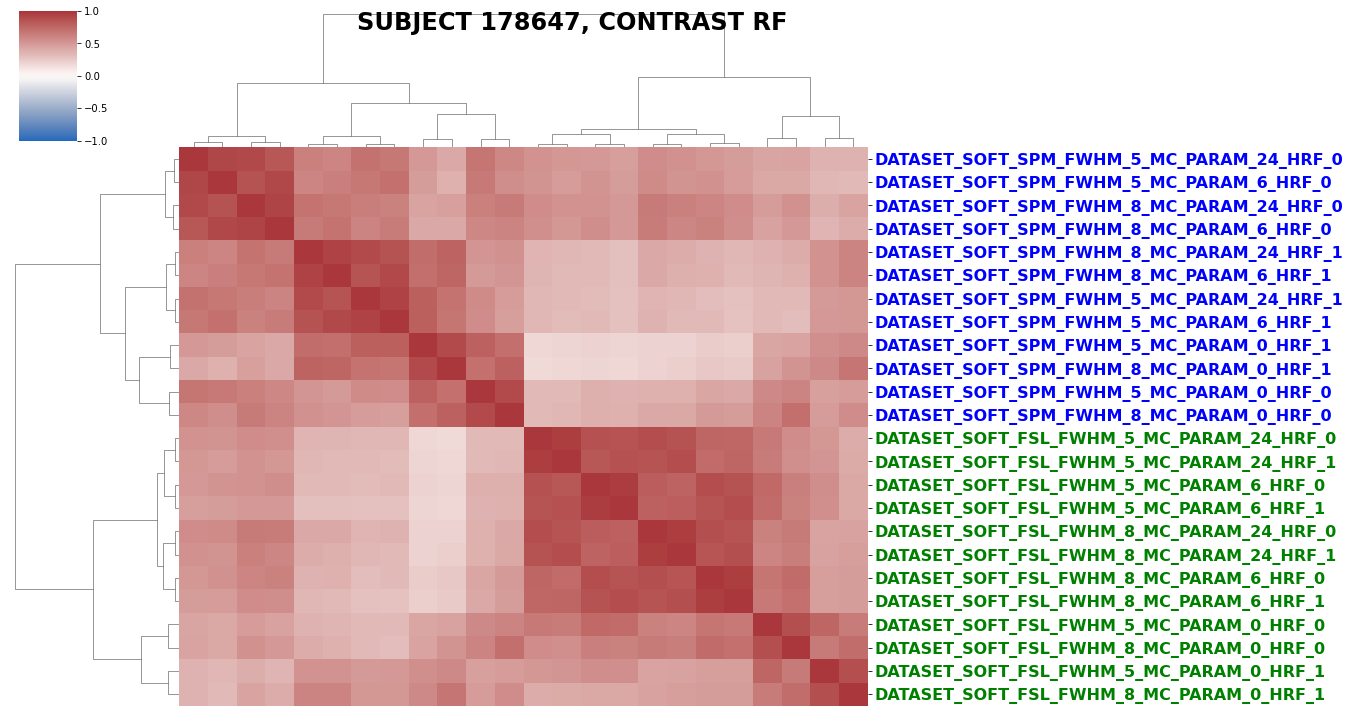 SUBJECT 178647, CONTRAST RF
1.0
0.5
0.0
−0.5
−1.0
DATASET_SOFT_SPM_FWHM_5_MC_PARAM_24_HRF_0
DATASET_SOFT_SPM_FWHM_5_MC_PARAM_6_HRF_0
DATASET_SOFT_SPM_FWHM_8_MC_PARAM_24_HRF_0
DATASET_SOFT_SPM_FWHM_8_MC_PARAM_6_HRF_0
DATASET_SOFT_SPM_FWHM_8_MC_PARAM_24_HRF_1
DATASET_SOFT_SPM_FWHM_8_MC_PARAM_6_HRF_1
DATASET_SOFT_SPM_FWHM_5_MC_PARAM_24_HRF_1
DATASET_SOFT_SPM_FWHM_5_MC_PARAM_6_HRF_1
DATASET_SOFT_SPM_FWHM_5_MC_PARAM_0_HRF_1
DATASET_SOFT_SPM_FWHM_8_MC_PARAM_0_HRF_1
DATASET_SOFT_SPM_FWHM_5_MC_PARAM_0_HRF_0
DATASET_SOFT_SPM_FWHM_8_MC_PARAM_0_HRF_0
DATASET_SOFT_FSL_FWHM_5_MC_PARAM_24_HRF_0
DATASET_SOFT_FSL_FWHM_5_MC_PARAM_24_HRF_1
DATASET_SOFT_FSL_FWHM_5_MC_PARAM_6_HRF_0
DATASET_SOFT_FSL_FWHM_5_MC_PARAM_6_HRF_1
DATASET_SOFT_FSL_FWHM_8_MC_PARAM_24_HRF_0
DATASET_SOFT_FSL_FWHM_8_MC_PARAM_24_HRF_1
DATASET_SOFT_FSL_FWHM_8_MC_PARAM_6_HRF_0
DATASET_SOFT_FSL_FWHM_8_MC_PARAM_6_HRF_1
DATASET_SOFT_FSL_FWHM_5_MC_PARAM_0_HRF_0
DATASET_SOFT_FSL_FWHM_8_MC_PARAM_0_HRF_0
DATASET_SOFT_FSL_FWHM_5_MC_PARAM_0_HRF_1
DATASET_SOFT_FSL_FWHM_8_MC_PARAM_0_HRF_1